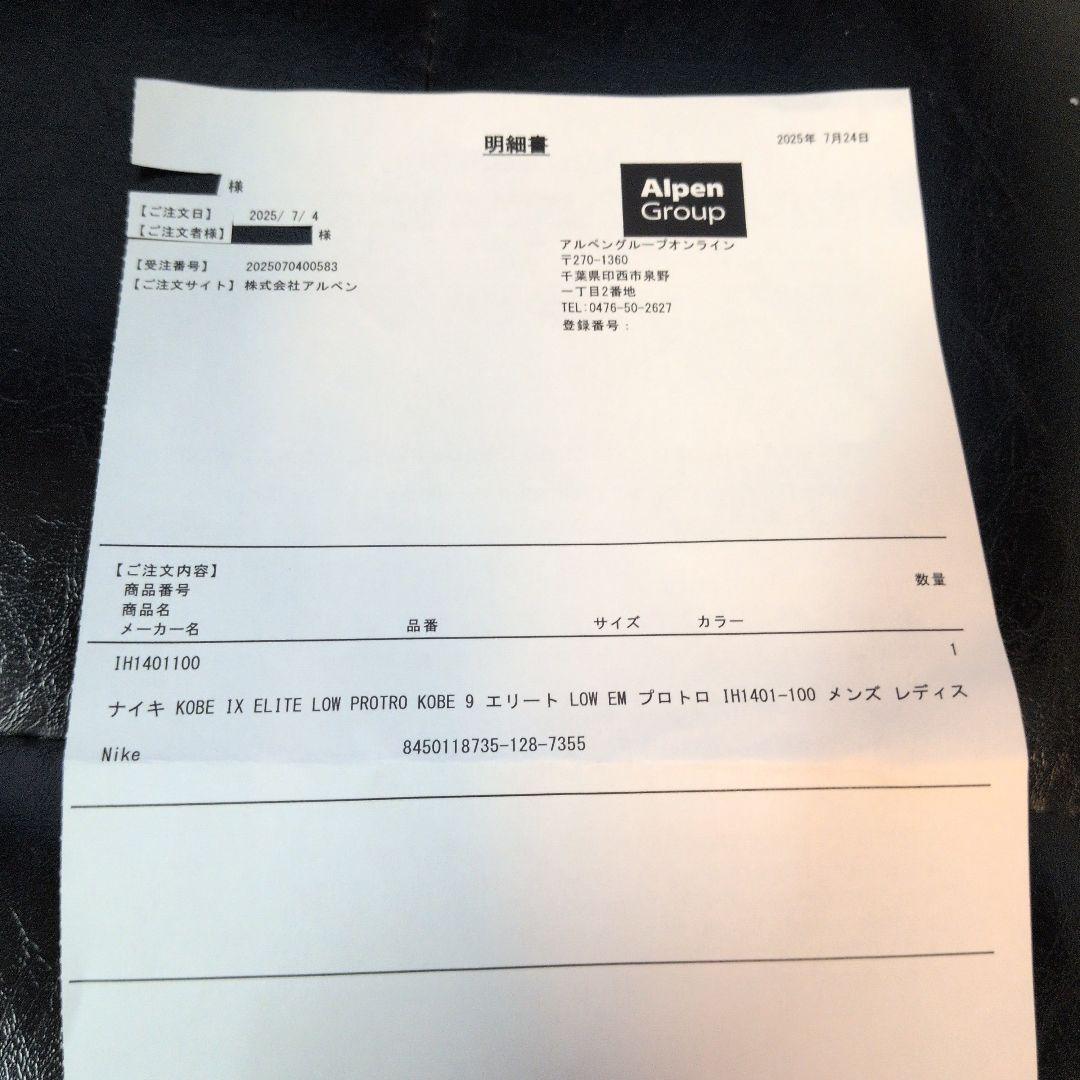 明細書
2025年 7月24日
様
【ご注文日】 2025/ 7/ 4
【ご注文者様】 様
【受注番号】 2025070400583
【ご注文サイト】 株式会社アルペン
Alpen
Group
アルペングループオンライン
〒270-1360
千葉県印西市泉野
一丁目2番地
TEL:0476-50-2627
登録番号：
【ご注文内容】
商品番号 数量
商品名
メーカー名 品番 サイズ カラー
IH1401100 1
ナイキ KOBE IX ELITE LOW PROTRO KOBE 9 エリート LOW EM プロトロ IH1401-100 メンズ レディス
Nike 8450118735-128-7355